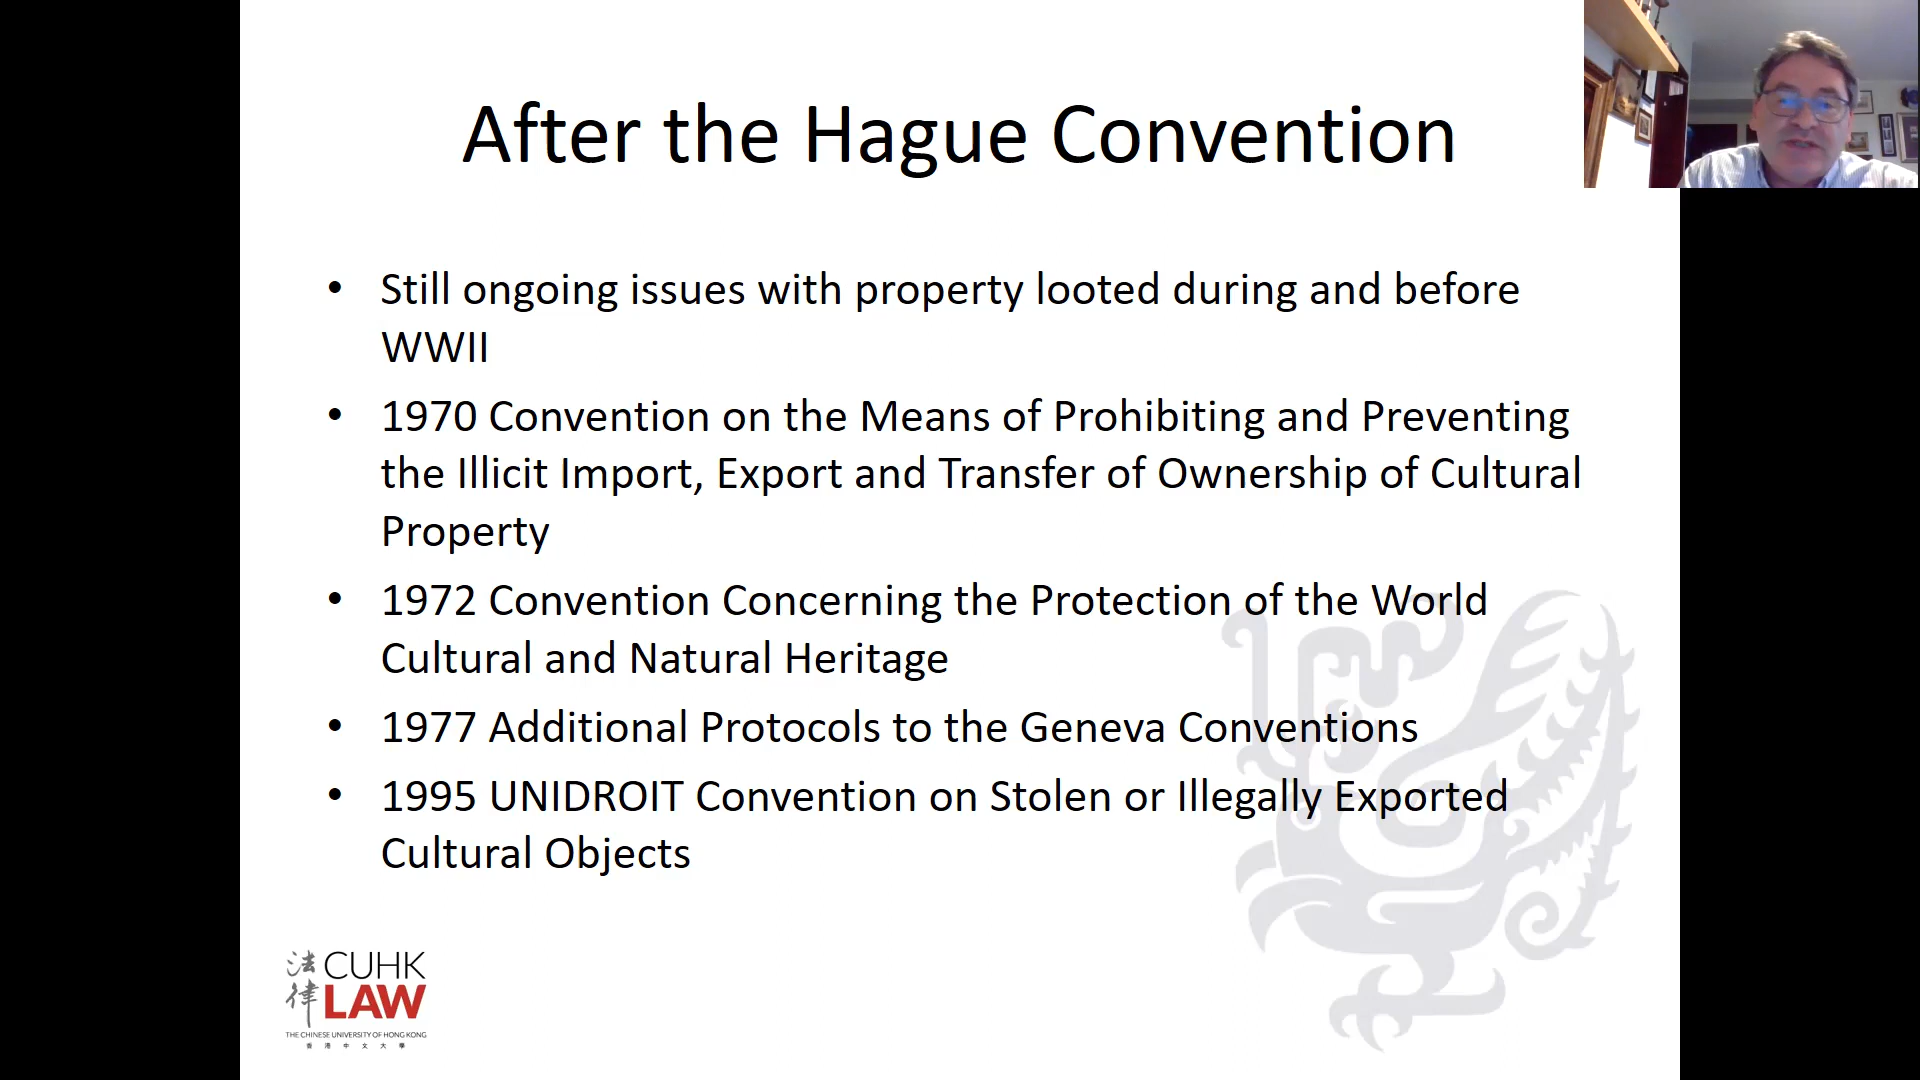 After the Hague Convention
• Still ongoing issues with property looted during and before
WWII
• 1970 Convention on the Means of Prohibiting and Preventing
the Illicit Import, Export and Transfer of Ownership of Cultural
Property
• 1972 Convention Concerning the Protection of the World
Cultural and Natural Heritage
• 1977 Additional Protocols to the Geneva Conventions
• 1995 UNIDROIT Convention on Stolen or Illegally Exported
Cultural Objects
法律
CUHK
LAW
THE CHINESE UNIVERSITY OF HONG KONG
香港中文大學